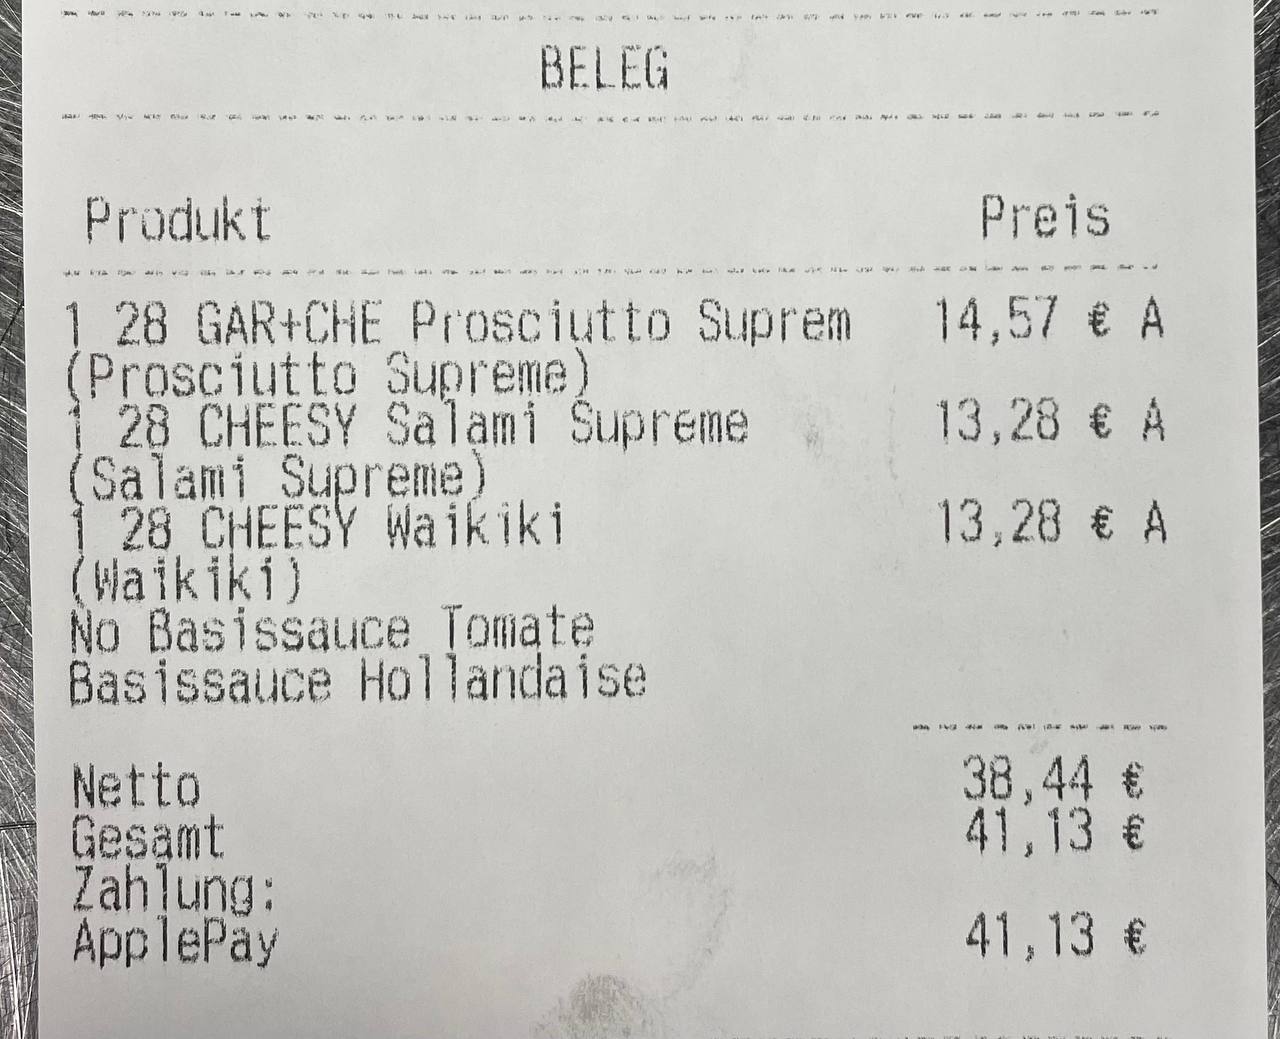 BELEG
Produkt Preis
1 28 GAR+CHE Prosciutto Suprem 14,57 € A
(Prosciutto Supreme)
1 28 CHEESY Salami Supreme 13,28 € A
(Salami Supreme)
1 28 CHEESY Waikiki 13,28 € A
(Waikiki)
No Basissauce Tomate
Basissauce Hollandaise
Netto 38,44 €
Gesamt 41,13 €
Zahlung:
ApplePay 41,13 €